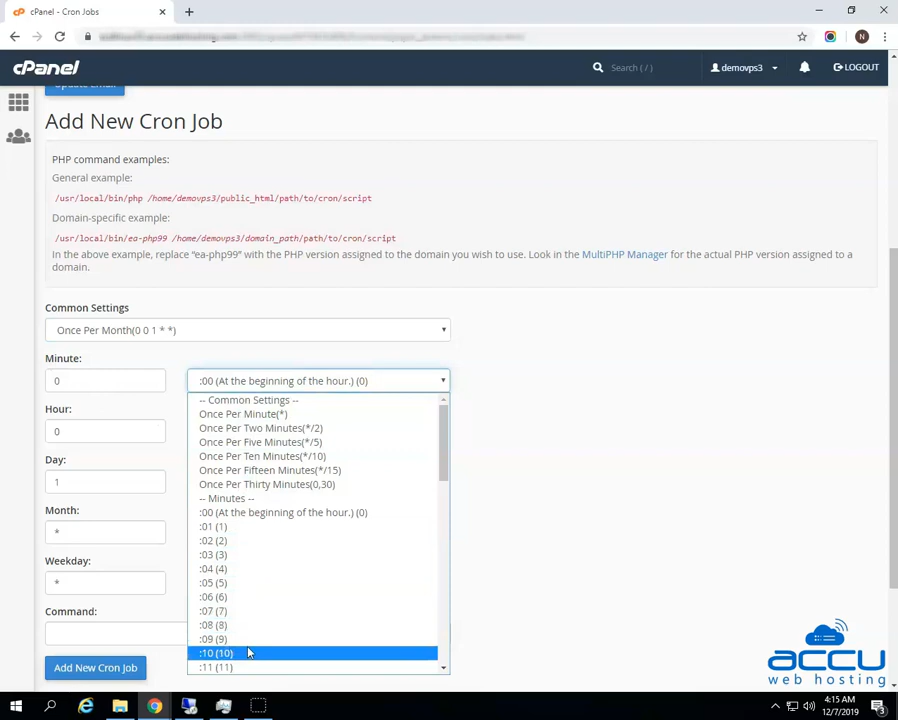 cPanel - Cron Jobs
cPanel
Search ( / )
demovps3
LOGOUT
Update Email
Add New Cron Job
PHP command examples:
General example:
/usr/local/bin/php /home/demovps3/public_html/path/to/cron/script
Domain-specific example:
/usr/local/bin/ea-php99 /home/demovps3/domain_path/path/to/cron/script
In the above example, replace “ea-php99” with the PHP version assigned to the domain you wish to use. Look in the MultiPHP Manager for the actual PHP version assigned to a
domain.
Common Settings
Once Per Month(0 0 1 * *)
Minute:
0
:00 (At the beginning of the hour.) (0)
-- Common Settings --
Once Per Minute(*)
Once Per Two Minutes(*/2)
Once Per Five Minutes(*/5)
Once Per Ten Minutes(*/10)
Once Per Fifteen Minutes(*/15)
Once Per Thirty Minutes(0,30)
-- Minutes --
:00 (At the beginning of the hour.) (0)
:01 (1)
:02 (2)
:03 (3)
:04 (4)
:05 (5)
:06 (6)
:07 (7)
:08 (8)
:09 (9)
:10 (10)
:11 (11)
Hour:
0
Day:
1
Month:
*
Weekday:
*
Command:
Add New Cron Job
accu
web hosting
N
4:15 AM
12/7/2019
3